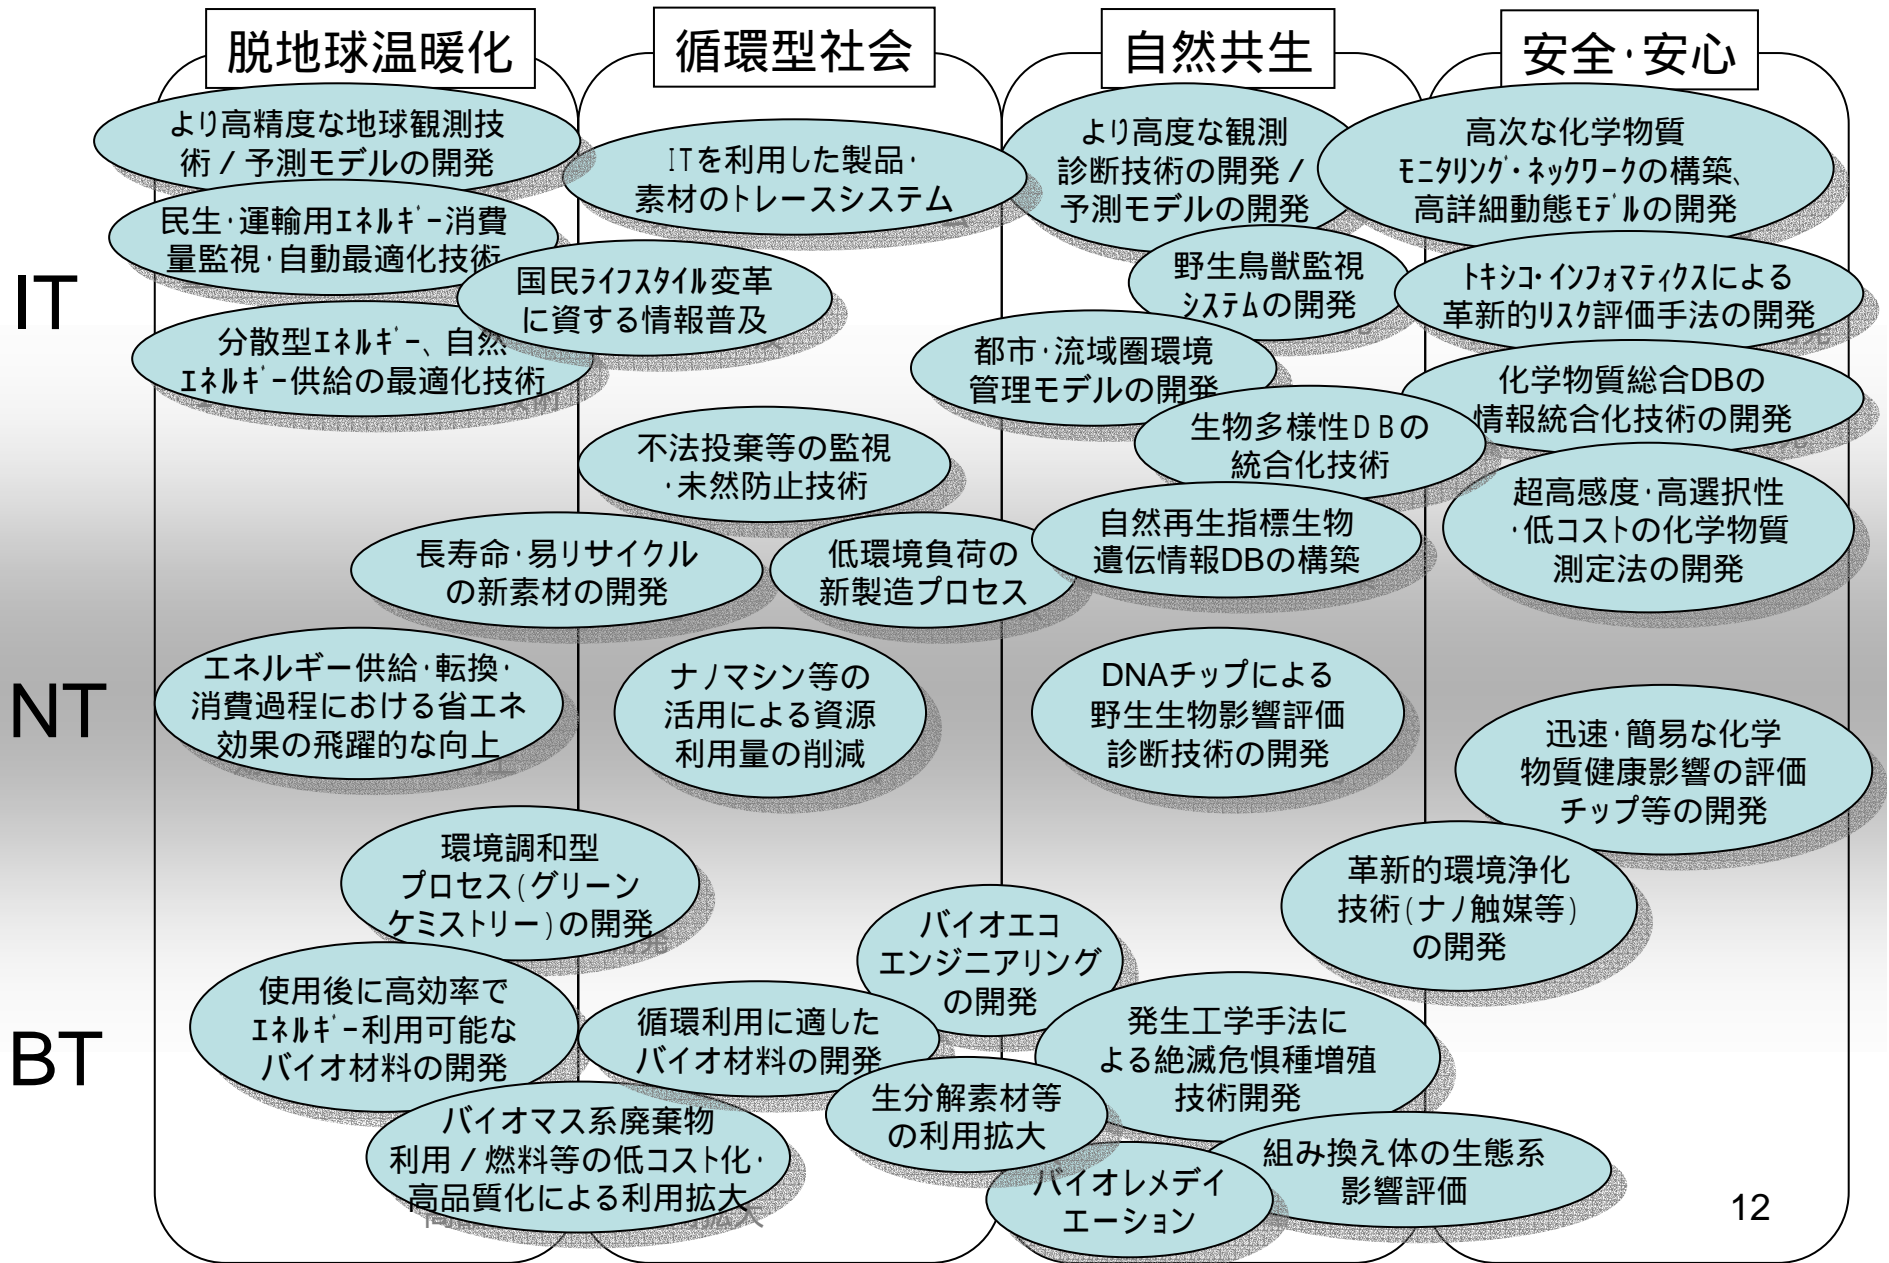 脱地球温暖化
循環型社会
自然共生
安全・安心
IT
NT
BT
より高精度な地球観測技
術/予測モデルの開発
民生・運輸用エネルギー消費
量監視・自動最適化技術
国民ライフスタイル変革
に資する情報普及
分散型エネルギー、自然
エネルギー供給の最適化技術
ITを利用した製品・
素材のトレースシステム
より高度な観測
診断技術の開発/
予測モデルの開発
高次な化学物質
モニタリング・ネックワークの構築、
高詳細動態モデルの開発
野生鳥獣監視
システムの開発
トキシコ・インフォマティクスによる
革新的リスク評価手法の開発
都市・流域圏環境
管理モデルの開発
化学物質総合DBの
情報統合化技術の開発
不法投棄等の監視
・未然防止技術
生物多様性DBの
統合化技術
超高感度・高選択性
・低コストの化学物質
測定法の開発
長寿命・易リサイクル
の新素材の開発
低環境負荷の
新製造プロセス
自然再生指標生物
遺伝情報DBの構築
エネルギー供給・転換・
消費過程における省エネ
効果の飛躍的な向上
ナノマシン等の
活用による資源
利用量の削減
DNAチップによる
野生生物影響評価
診断技術の開発
迅速・簡易な化学
物質健康影響の評価
チップ等の開発
環境調和型
プロセス(グリーン
ケミストリー)の開発
革新的環境浄化
技術(ナノ触媒等)
の開発
バイオエコ
エンジニアリング
の開発
使用後に高効率で
エネルギー利用可能な
バイオ材料の開発
循環利用に適した
バイオ材料の開発
発生工学手法に
よる絶滅危惧種増殖
技術開発
生分解素材等
の利用拡大
バイオマス系廃棄物
利用/燃料等の低コスト化・
高品質化による利用拡大
バイオレメデイ
エーション
組み換え体の生態系
影響評価
12